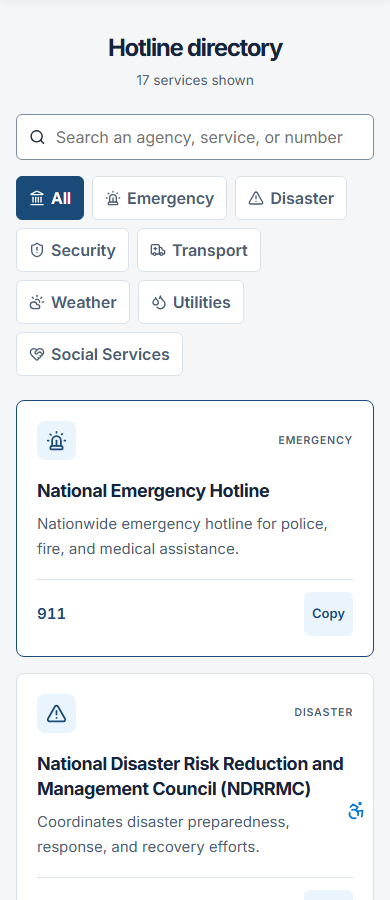 Hotline directory
17 services shown
Search an agency, service, or number
All
Emergency
Disaster
Security
Transport
Weather
Utilities
Social Services
EMERGENCY
National Emergency Hotline
Nationwide emergency hotline for police,
fire, and medical assistance.
911
Copy
DISASTER
National Disaster Risk Reduction and
Management Council (NDRRMC)
Coordinates disaster preparedness,
response, and recovery efforts.